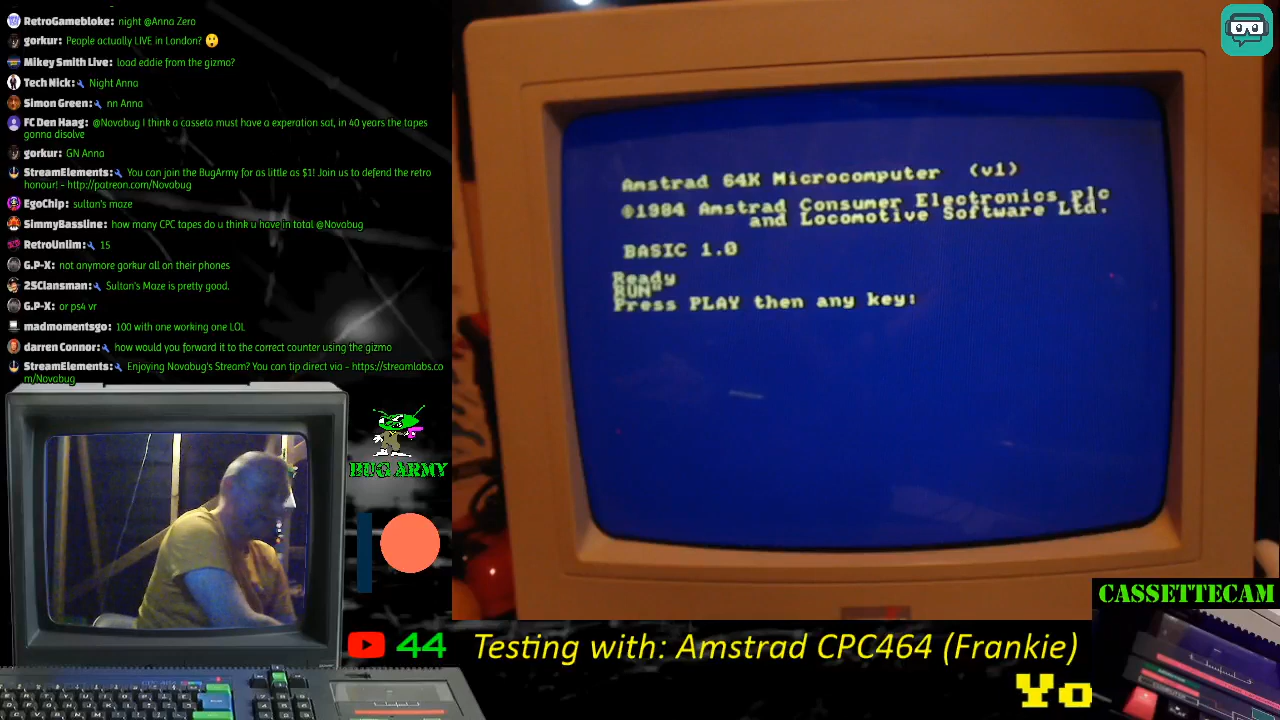 RetroGamebloke: night @Anna Zero
gorkur: People actually LIVE in London? 😲
Mikey Smith Live: load eddie from the gizmo?
Tech Nick: Night Anna
Simon Green: nn Anna
FC Den Haag: @Novabug I think a casseta must have a experation sat, in 40 years the tapes
gonna disolve
gorkur: GN Anna
StreamElements: You can join the BugArmy for as little as $1! Join us to defend the retro
honour! - http://patreon.com/Novabug
EgoChip: sultan's maze
SimmyBassline: how many CPC tapes do u think u have in total @Novabug
RetroUnlim: 15
G.P-X: not anymore gorkur all on their phones
2SClansman: Sultan's Maze is pretty good.
G.P-X: or ps4 vr
madmomentsgo: 100 with one working one LOL
darren Connor: how would you forward it to the correct counter using the gizmo
StreamElements: Enjoying Novabug's Stream? You can tip direct via - https://streamlabs.co
m/Novabug
BUG ARMY
Amstrad 64K Microcomputer (v1)
©1984 Amstrad Consumer Electronics plc
and Locomotive Software Ltd.
BASIC 1.0
Ready
RUN"
Press PLAY then any key:
CASSETTECAM
44
Testing with: Amstrad CPC464 (Frankie)
Yo